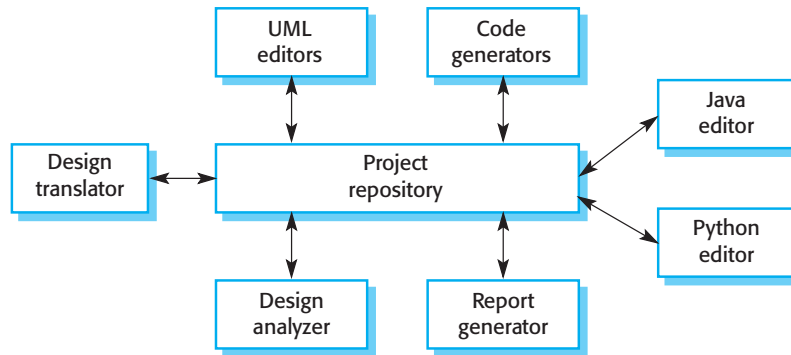 UML
editors
Code
generators
Java
editor
Design
translator
Project
repository
Python
editor
Design
analyzer
Report
generator